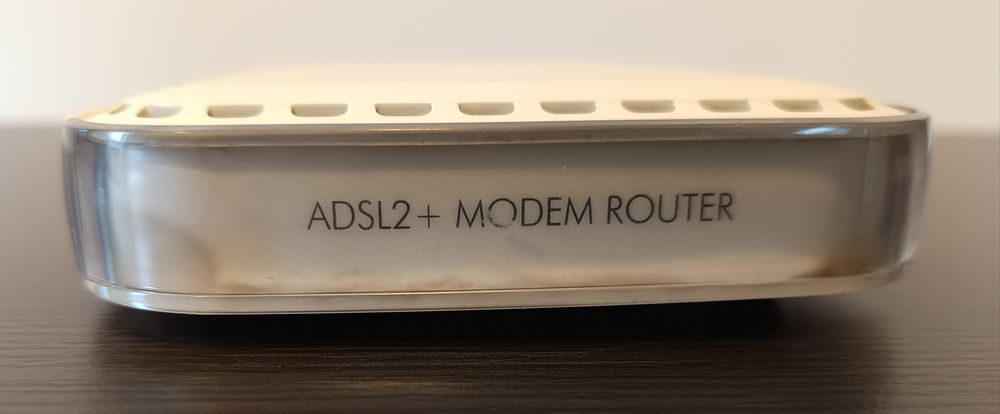 ADSL2+ MODEM ROUTER